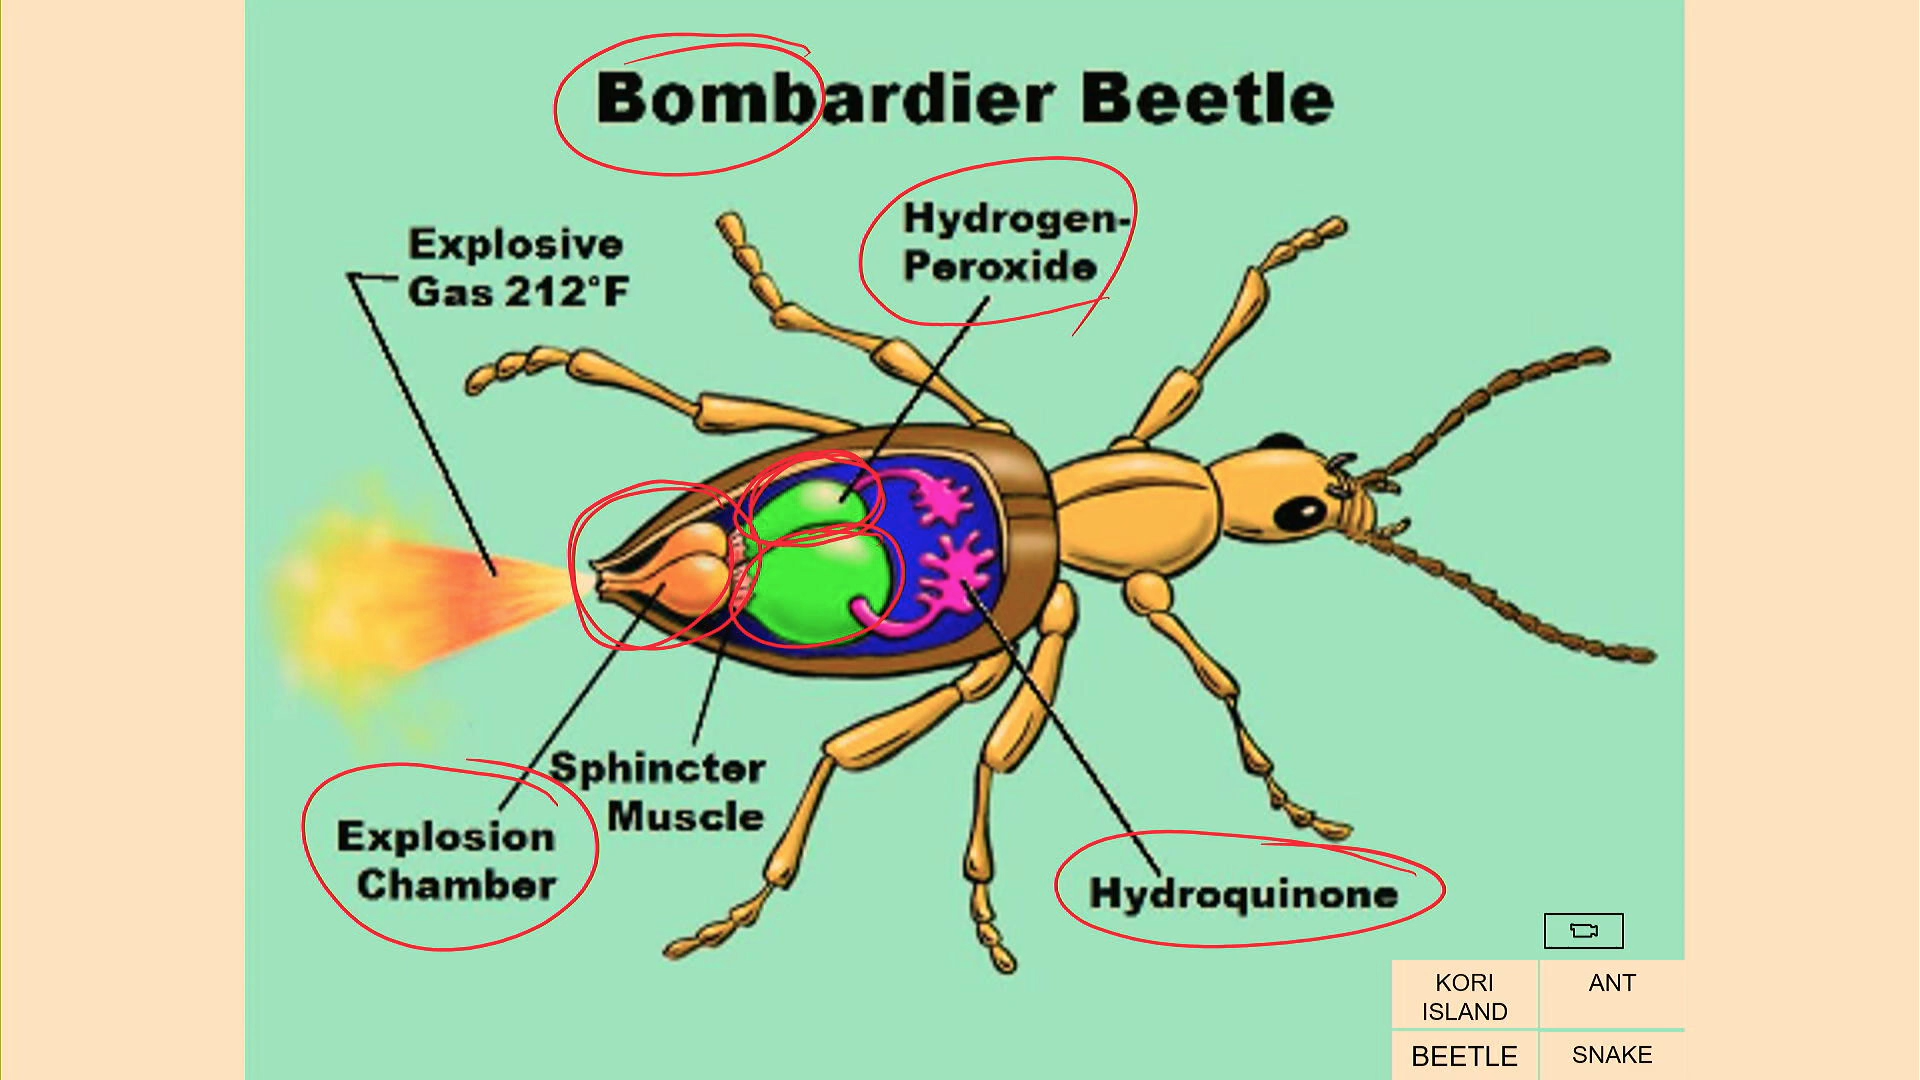 Bombardier Beetle
Explosive
Gas 212°F
Hydrogen-
Peroxide
Sphincter
Muscle
Explosion
Chamber
Hydroquinone
KORI
ISLAND
ANT
BEETLE
SNAKE